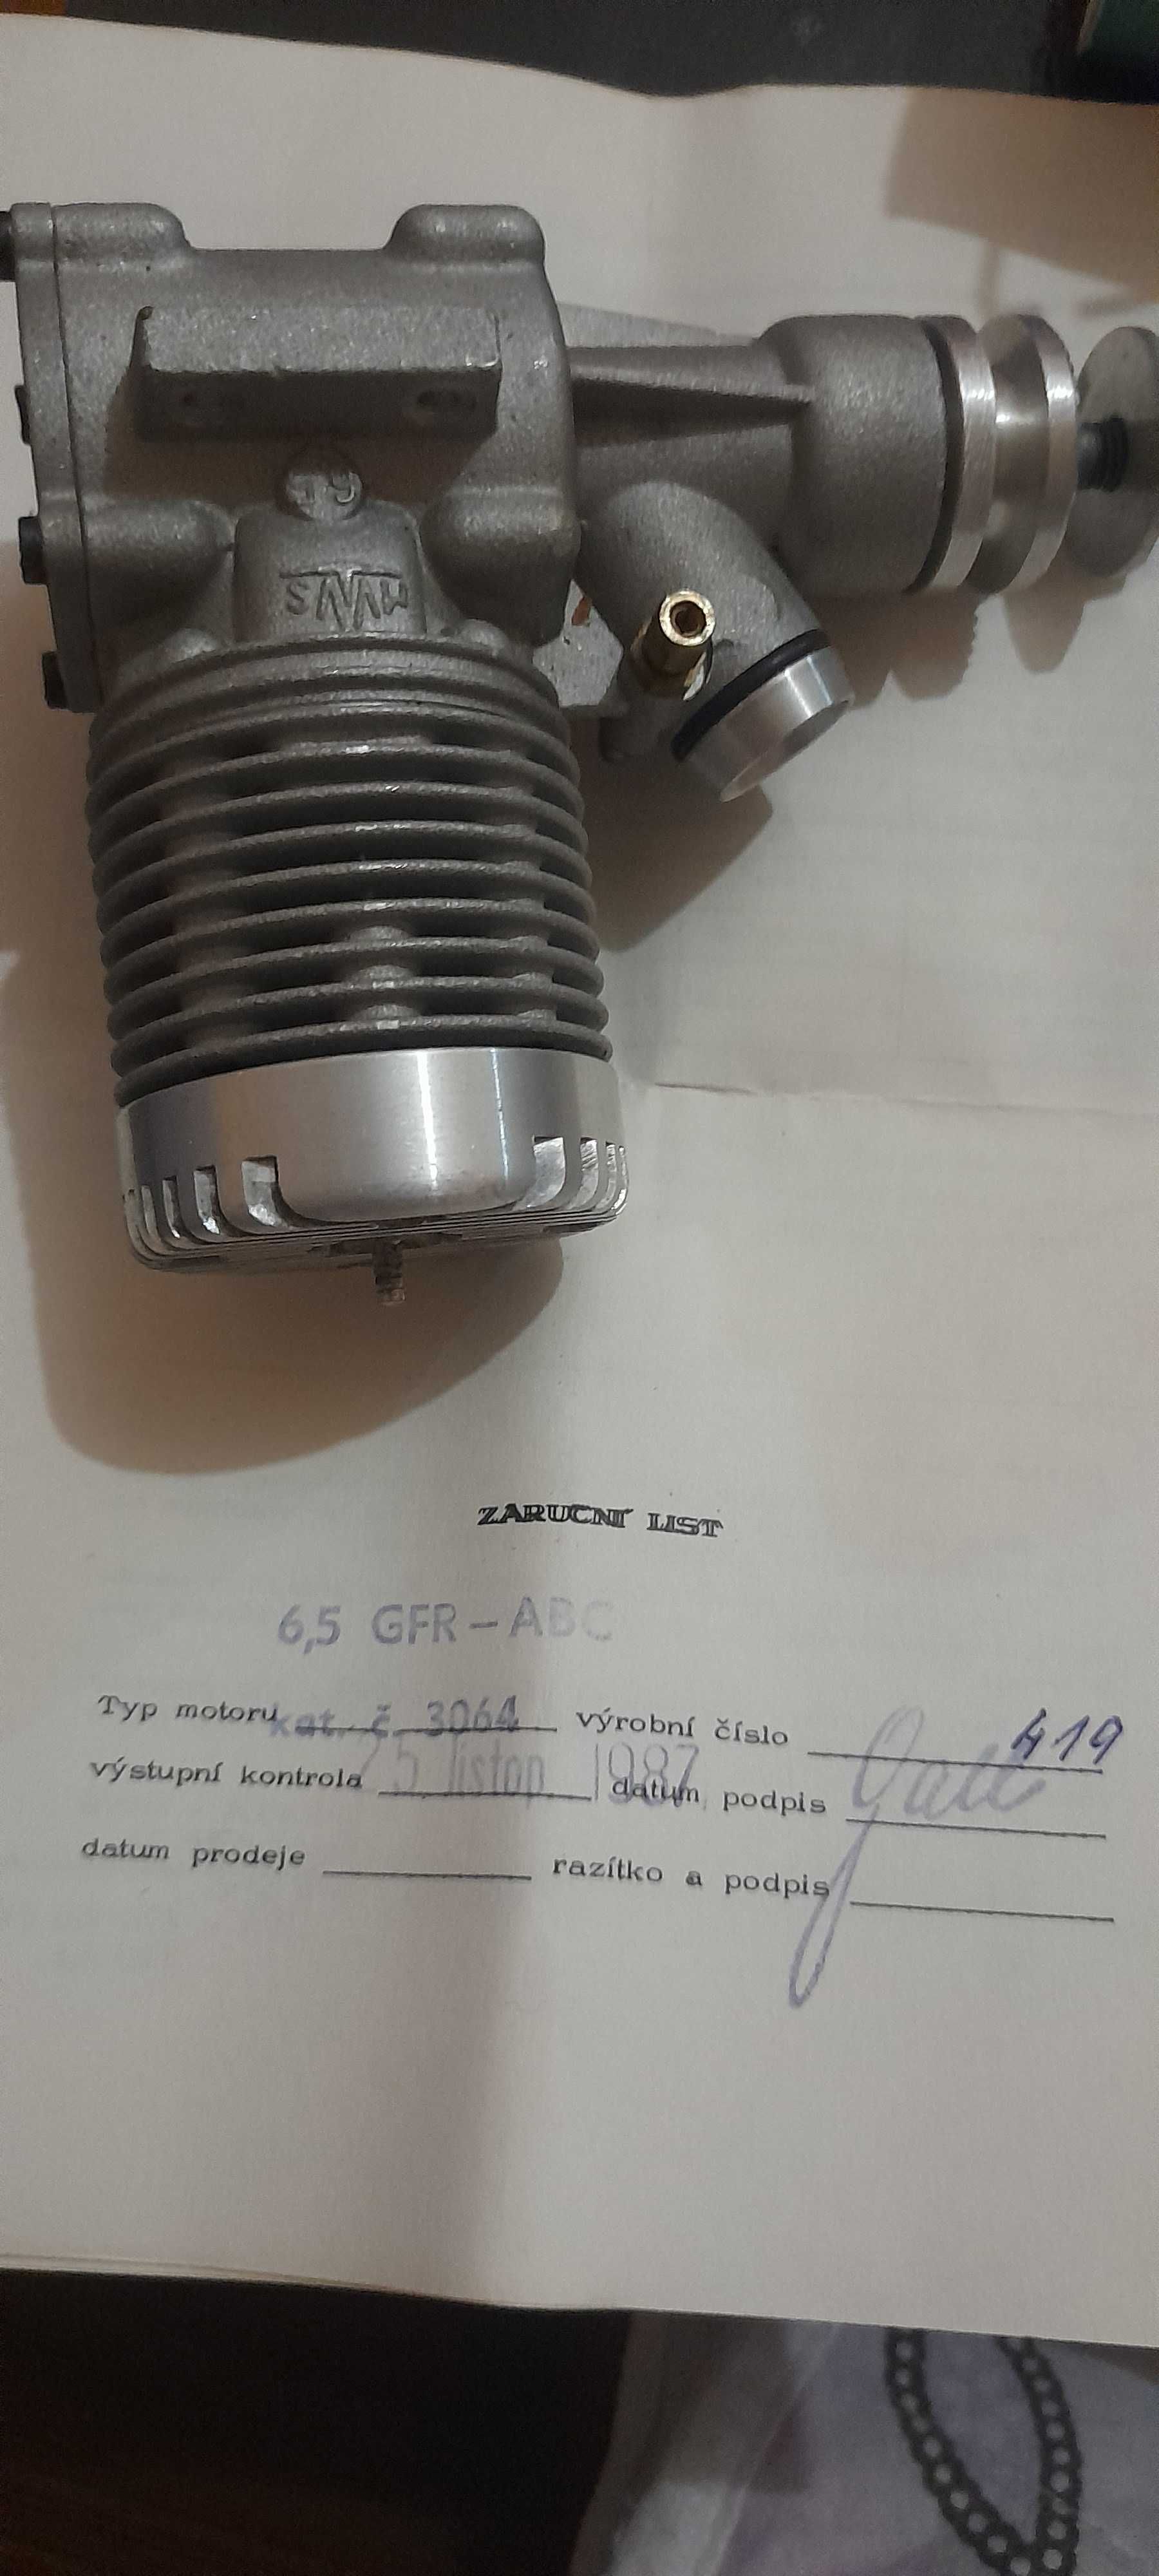 MVVS
ZÁRUČNÍ LIST
6,5 GFR-ABC
Typ motoru kat. č. 3064 výrobní číslo 419
výstupní kontrola 25 listop. 1987 datum podpis
datum prodeje razítko a podpis